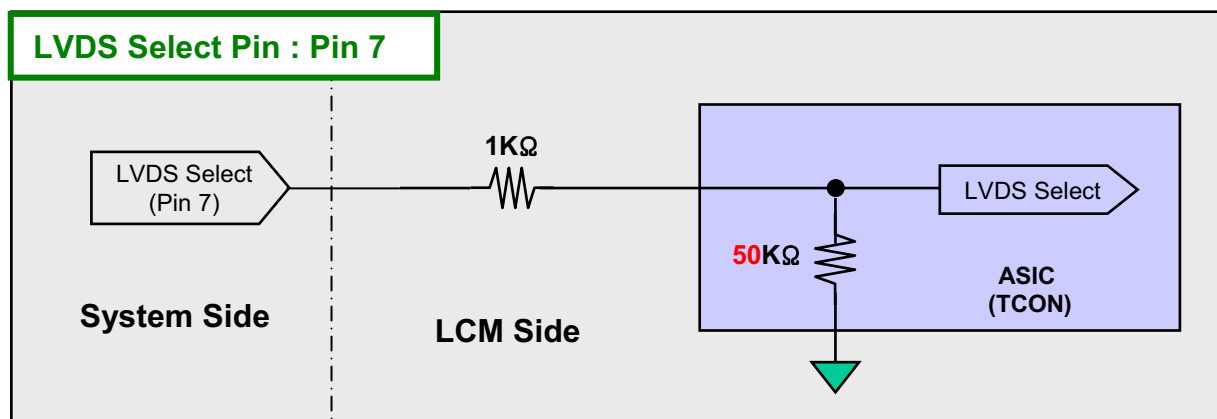 LVDS Select Pin : Pin 7
1KΩ
LVDS Select
(Pin 7)
LVDS Select
50KΩ
ASIC
(TCON)
System Side
LCM Side